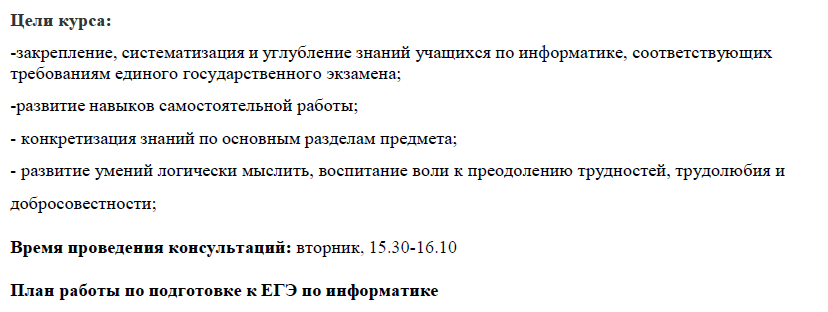 Цели курса:
-закрепление, систематизация и углубление знаний учащихся по информатике, соответствующих
требованиям единого государственного экзамена;
-развитие навыков самостоятельной работы;
- конкретизация знаний по основным разделам предмета;
- развитие умений логически мыслить, воспитание воли к преодолению трудностей, трудолюбия и
добросовестности;
Время проведения консультаций: вторник, 15.30-16.10
План работы по подготовке к ЕГЭ по информатике